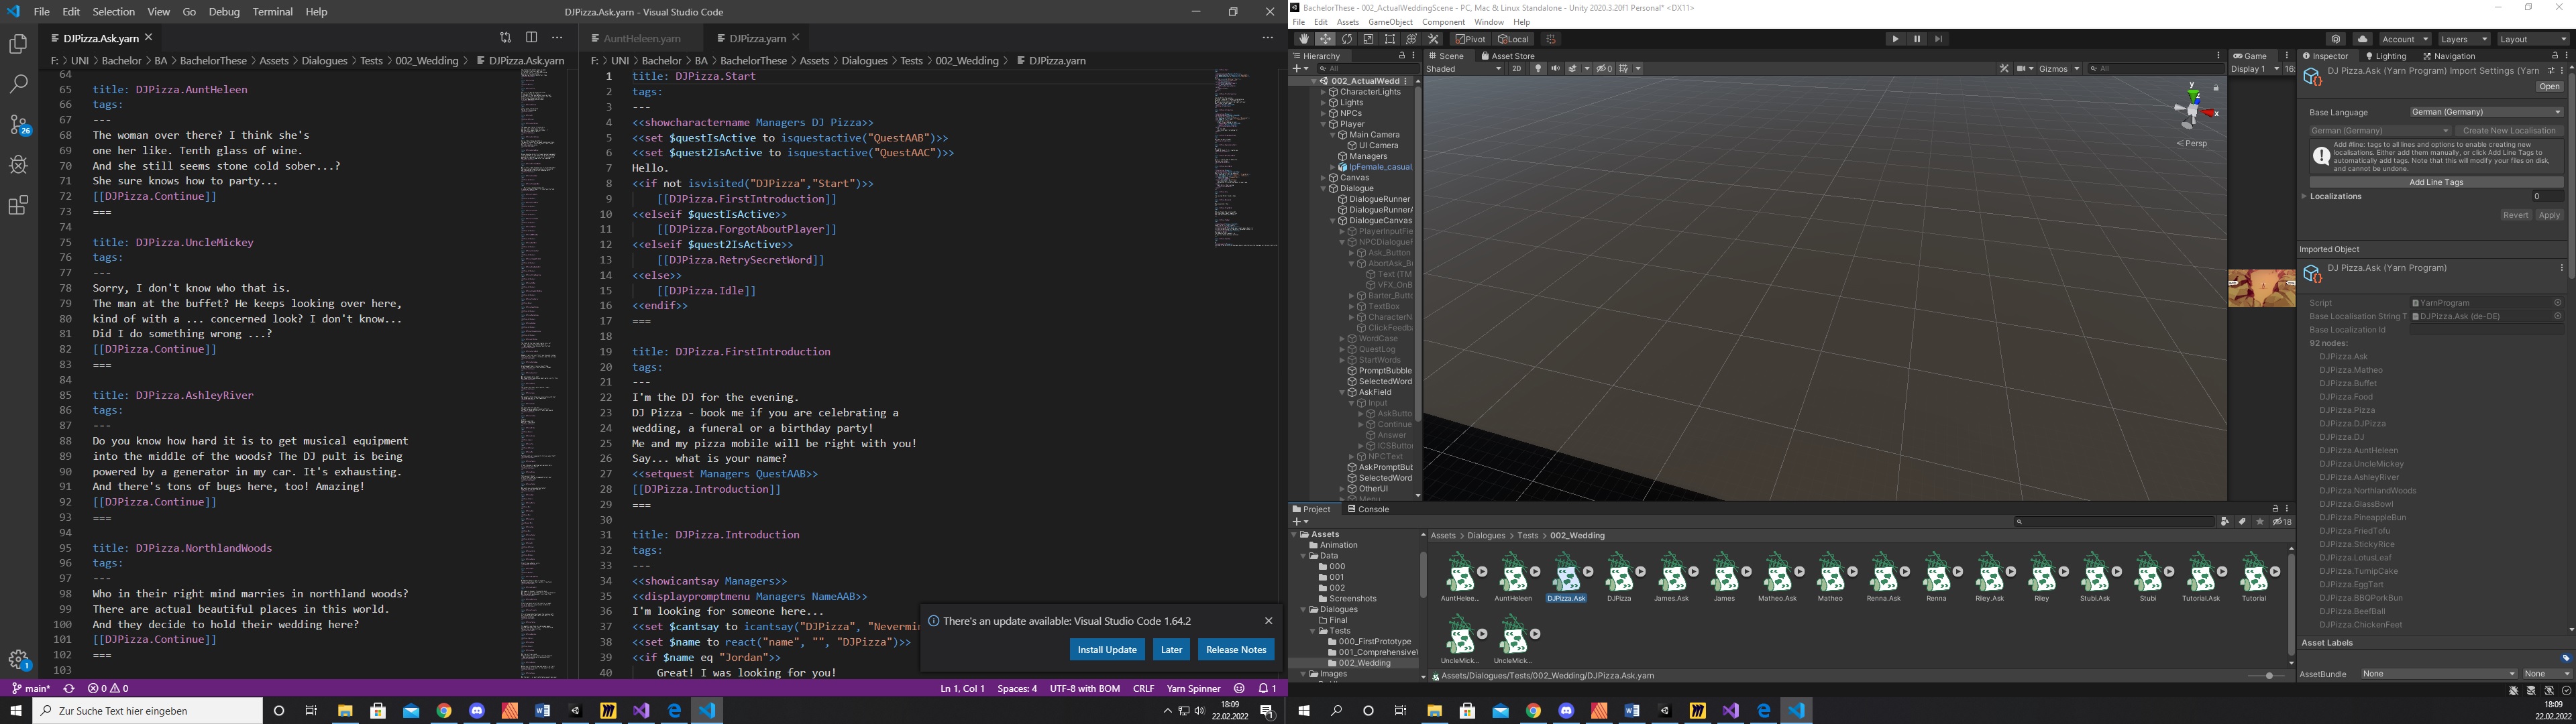 File Edit Selection View Go Debug Terminal Help
DJPizza.Ask.yarn - Visual Studio Code
DJPizza.Ask.yarn
F: > UNI > Bachelor > BA > BachelorThese > Assets > Dialogues > Tests > 002_Wedding > DJPizza.Ask.yarn
64
65 title: DJPizza.AuntHeleen
66 tags:
67 ---
68 The woman over there? I think she's
69 one her like. Tenth glass of wine.
70 And she still seems stone cold sober...?
71 She sure knows how to party...
72 [[DJPizza.Continue]]
73 ===
74
75 title: DJPizza.UncleMickey
76 tags:
77 ---
78 Sorry, I don't know who that is.
79 The man at the buffet? He keeps looking over here,
80 kind of with a ... concerned look? I don't know...
81 Did I do something wrong ...?
82 [[DJPizza.Continue]]
83 ===
84
85 title: DJPizza.AshleyRiver
86 tags:
87 ---
88 Do you know how hard it is to get musical equipment
89 into the middle of the woods? The DJ pult is being
90 powered by a generator in my car. It's exhausting.
91 And there's tons of bugs here, too! Amazing!
92 [[DJPizza.Continue]]
93 ===
94
95 title: DJPizza.NorthlandWoods
96 tags:
97 ---
98 Who in their right mind marries in northland woods?
99 There are actual beautiful places in this world.
100 And they decide to hold their wedding here?
101 [[DJPizza.Continue]]
102 ===
103
26
1
AuntHeleen.yarn DJPizza.yarn
F: > UNI > Bachelor > BA > BachelorThese > Assets > Dialogues > Tests > 002_Wedding > DJPizza.yarn
1 title: DJPizza.Start
2 tags:
3 ---
4 <<showcharactername Managers DJ Pizza>>
5 <<set $questIsActive to isquestactive("QuestAAB")>>
6 <<set $quest2IsActive to isquestactive("QuestAAC")>>
7 Hello.
8 <<if not isvisited("DJPizza","Start")>>
9 [[DJPizza.FirstIntroduction]]
10 <<elseif $questIsActive>>
11 [[DJPizza.ForgotAboutPlayer]]
12 <<elseif $quest2IsActive>>
13 [[DJPizza.RetrySecretWord]]
14 <<else>>
15 [[DJPizza.Idle]]
16 <<endif>>
17 ===
18
19 title: DJPizza.FirstIntroduction
20 tags:
21 ---
22 I'm the DJ for the evening.
23 DJ Pizza - book me if you are celebrating a
24 wedding, a funeral or a birthday party!
25 Me and my pizza mobile will be right with you!
26 Say... what is your name?
27 <<setquest Managers QuestAAB>>
28 [[DJPizza.Introduction]]
29 ===
30
31 title: DJPizza.Introduction
32 tags:
33 ---
34 <<showicantsay Managers>>
35 <<displaypromptmenu Managers NameAAB>>
36 I'm looking for someone here...
37 <<set $cantsay to icantsay("DJPizza", "Nevermin
38 <<set $name to react("name", "", "DJPizza")>>
39 <<if $name eq "Jordan">>
40 Great! I was looking for you!
There's an update available: Visual Studio Code 1.64.2
Install Update Later Release Notes
main* 0 0
Ln 1, Col 1 Spaces: 4 UTF-8 with BOM CRLF Yarn Spinner 1
Zur Suche Text hier eingeben
18:09
22.02.2022
BachelorThese - 002_ActualWeddingScene - PC, Mac & Linux Standalone - Unity 2020.3.20f1 Personal* <DX11>
File Edit Assets GameObject Component Window Help
Pivot Local
Account Layers Layout
Hierarchy
All
002_ActualWedd
CharacterLights
Lights
NPCs
Player
Main Camera
UI Camera
Managers
lpFemale_casual
Canvas
Dialogue
DialogueRunner
DialogueRunnerA
DialogueCanvas
PlayerInputFie
NPCDialogueF
Ask_Button
AbortAsk_B
Text (TM
VFX_OnB
Barter_Butto
TextBox
CharacterN
ClickFeedb
WordCase
QuestLog
StartWords
PromptBubble
SelectedWord
AskField
Input
AskButto
Continue
Answer
ICSButto
NPCText
AskPromptBub
SelectedWord
OtherUI
Menu
Scene Asset Store
Shaded 2D 0 Gizmos All
y
z
x
Persp
Game
Display 1 16:
Inspector Lighting Navigation
DJ Pizza.Ask (Yarn Program) Import Settings (Yarn
Open
Base Language German (Germany)
German (Germany) Create New Localisation
Add #line: tags to all lines and options to enable creating new
localisations. Either add them manually, or click Add Line Tags to
automatically add tags. Note that this will modify your files on disk,
and cannot be undone.
Add Line Tags
Localizations 0
Revert Apply
Imported Object
DJ Pizza.Ask (Yarn Program)
Script YarnProgram
Base Localisation String T DJPizza.Ask (de-DE)
Base Localization Id
92 nodes:
DJPizza.Ask
DJPizza.Matheo
DJPizza.Buffet
DJPizza.Food
DJPizza.Pizza
DJPizza.DJPizza
DJPizza.DJ
DJPizza.AuntHeleen
DJPizza.UncleMickey
DJPizza.AshleyRiver
DJPizza.NorthlandWoods
DJPizza.GlassBowl
DJPizza.PineappleBun
DJPizza.FriedTofu
DJPizza.StickyRice
DJPizza.LotusLeaf
DJPizza.TurnipCake
DJPizza.EggTart
DJPizza.BBQPorkBun
DJPizza.BeefBall
DJPizza.ChickenFeet
Asset Labels
AssetBundle None None
Project Console
18
Assets
Animation
Data
000
001
002
Screenshots
Dialogues
Final
Tests
000_FirstPrototype
001_Comprehensive
002_Wedding
Images
Assets > Dialogues > Tests > 002_Wedding
AuntHelee... AuntHeleen DJPizza.Ask DJPizza James.Ask James Matheo.Ask Matheo Renna.Ask Renna Riley.Ask Riley Stubi.Ask Stubi Tutorial.Ask Tutorial
UncleMick... UncleMick...
Assets/Dialogues/Tests/002_Wedding/DJPizza.Ask.yarn
18:09
22.02.2022